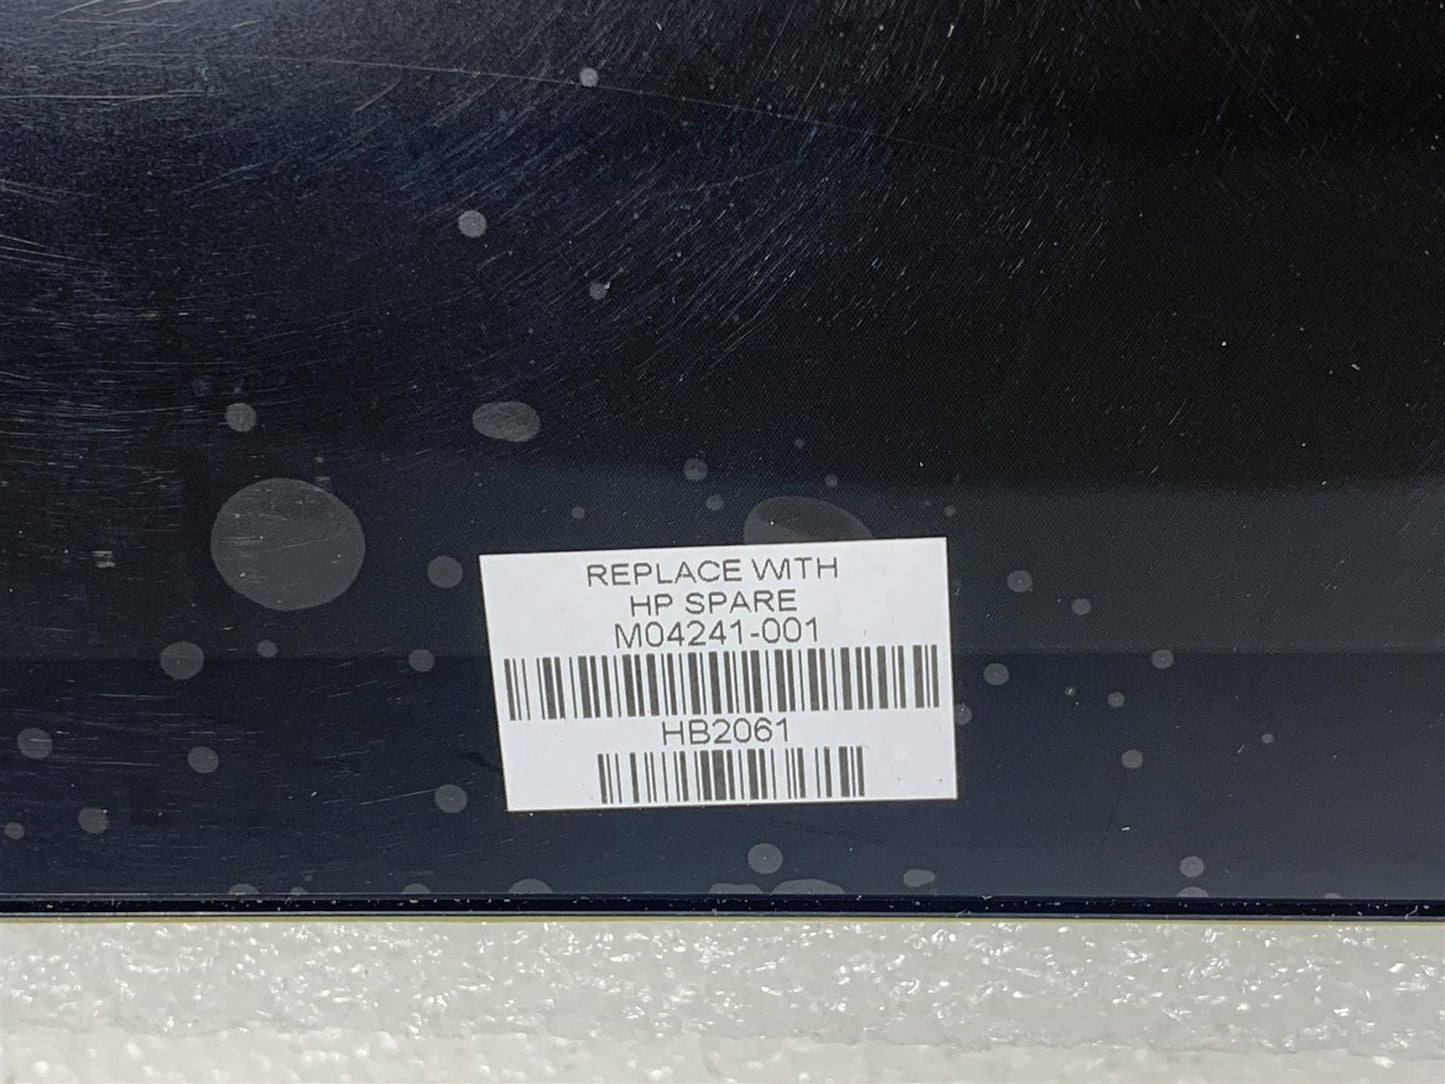 REPLACE WITH
HP SPARE
M04241-001
HB2061